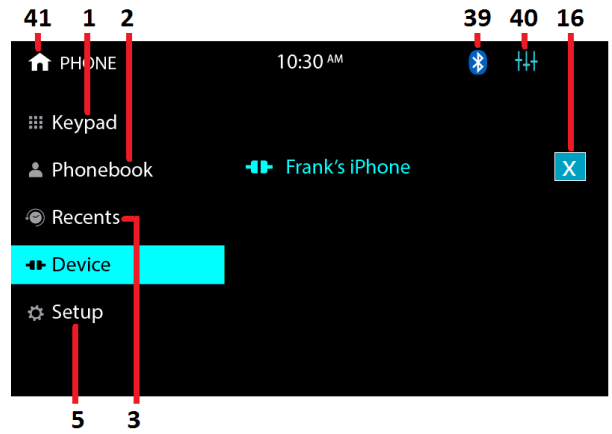 41 1 2 39 40 16
PHONE 10:30 AM
Keypad
Phonebook Frank's iPhone X
Recents
Device
Setup
5 3